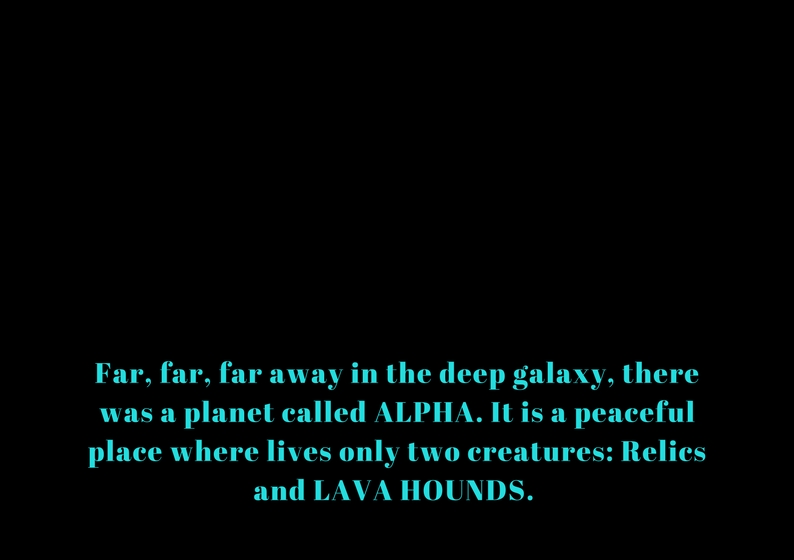 Far, far, far away in the deep galaxy, there
was a planet called ALPHA. It is a peaceful
place where lives only two creatures: Relics
and LAVA HOUNDS.